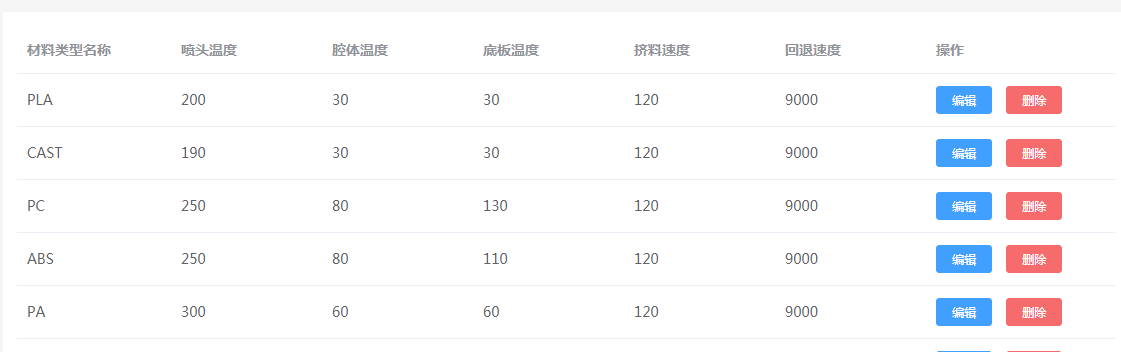 材料类型名称 喷头温度 腔体温度 底板温度 挤料速度 回退速度 操作
PLA 200 30 30 120 9000 编辑 删除
CAST 190 30 30 120 9000 编辑 删除
PC 250 80 130 120 9000 编辑 删除
ABS 250 80 110 120 9000 编辑 删除
PA 300 60 60 120 9000 编辑 删除